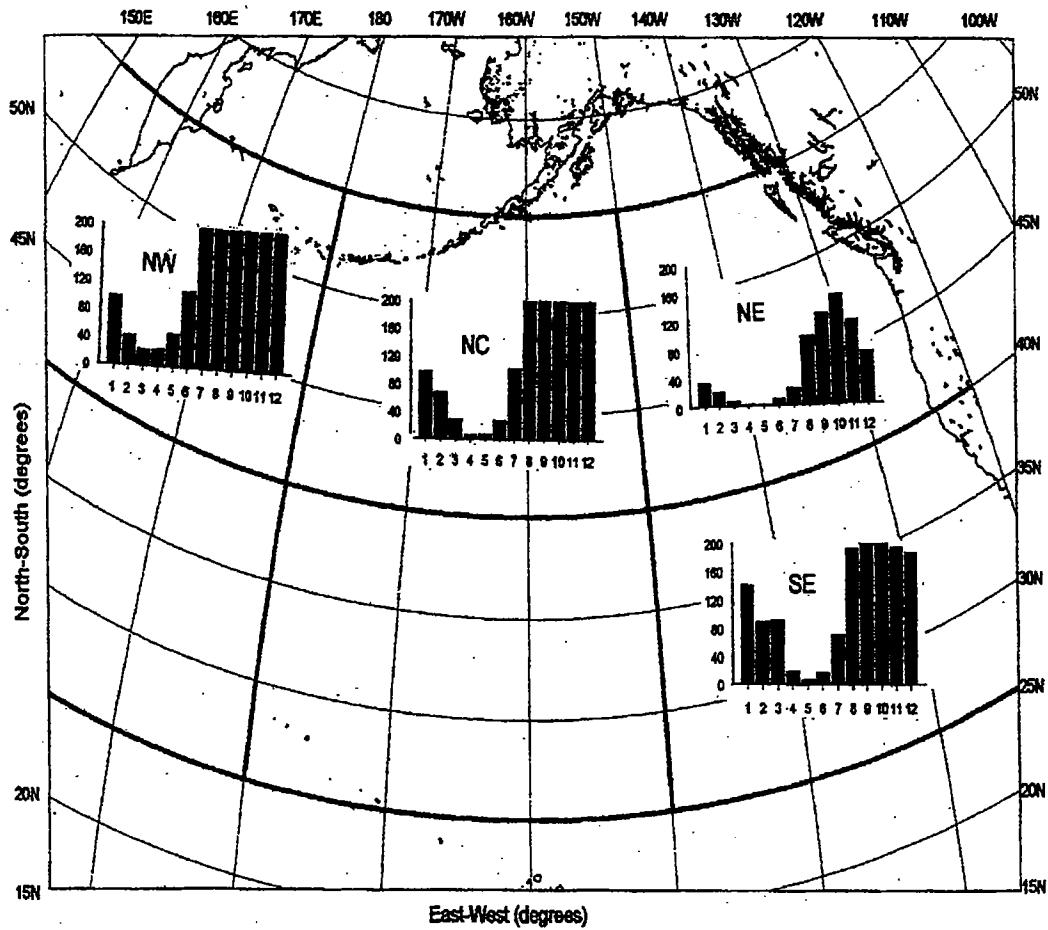 150E 160E 170E 180 170W 160W 150W 140W 130W 120W 110W 100W
50N
50N
45N
45N
40N
35N
30N
25N
20N
20N
15N
15N
North-South (degrees)
East-West (degrees)
NW
200
160
120
80
40
0
1 2 3 4 5 6 7 8 9 10 11 12
NC
200
160
120
80
40
0
1 2 3 4 5 6 7 8 9 10 11 12
NE
200
160
120
80
40
0
1 2 3 4 5 6 7 8 9 10 11 12
SE
200
160
120
80
40
0
1 2 3 4 5 6 7 8 9 10 11 12